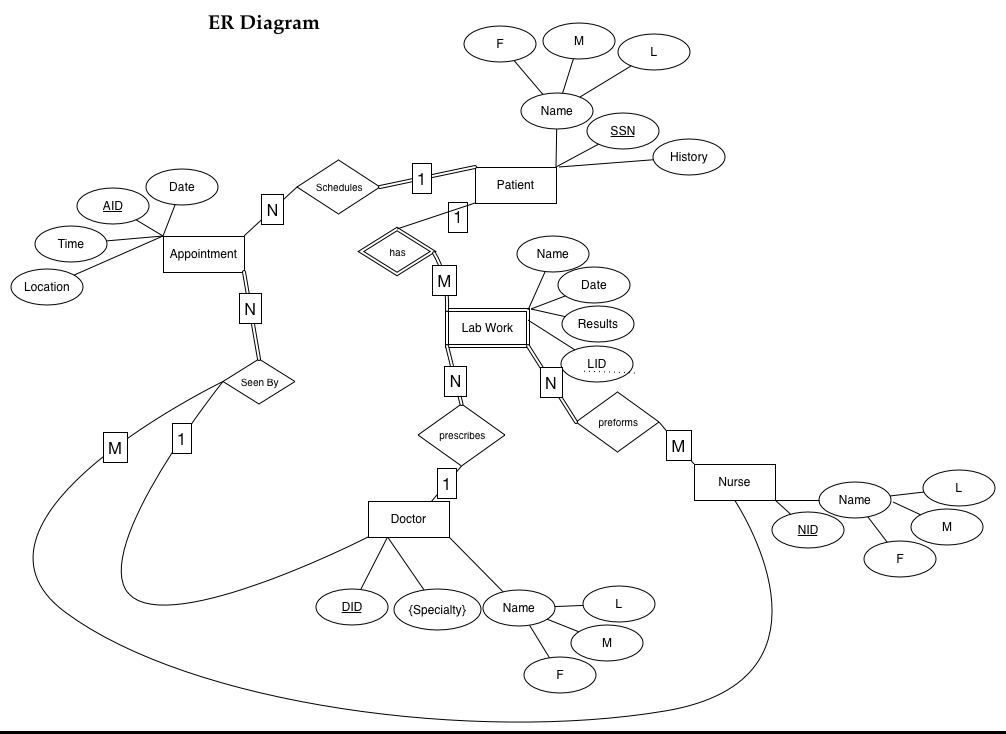 ER Diagram
F
M
L
Name
SSN
History
Patient
1
Schedules
N
Date
AID
Time
Location
Appointment
1
has
M
Name
Date
Results
LID
Lab Work
N
Seen By
M
1
N
prescribes
1
N
preforms
M
Nurse
Name
L
M
F
NID
Doctor
DID
{Specialty}
Name
L
M
F